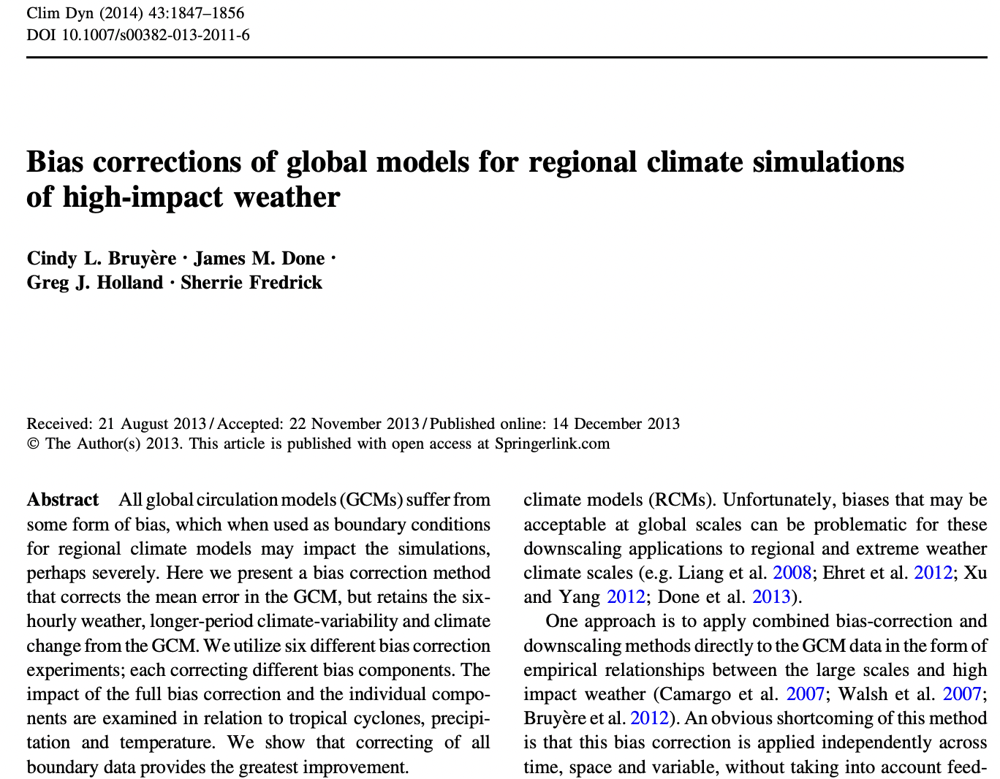 Clim Dyn (2014) 43:1847–1856
DOI 10.1007/s00382-013-2011-6
Bias corrections of global models for regional climate simulations
of high-impact weather
Cindy L. Bruyère · James M. Done ·
Greg J. Holland · Sherrie Fredrick
Received: 21 August 2013 / Accepted: 22 November 2013 / Published online: 14 December 2013
© The Author(s) 2013. This article is published with open access at Springerlink.com
Abstract All global circulation models (GCMs) suffer from
some form of bias, which when used as boundary conditions
for regional climate models may impact the simulations,
perhaps severely. Here we present a bias correction method
that corrects the mean error in the GCM, but retains the six-
hourly weather, longer-period climate-variability and climate
change from the GCM. We utilize six different bias correction
experiments; each correcting different bias components. The
impact of the full bias correction and the individual compo-
nents are examined in relation to tropical cyclones, precipi-
tation and temperature. We show that correcting of all
boundary data provides the greatest improvement.
climate models (RCMs). Unfortunately, biases that may be
acceptable at global scales can be problematic for these
downscaling applications to regional and extreme weather
climate scales (e.g. Liang et al. 2008; Ehret et al. 2012; Xu
and Yang 2012; Done et al. 2013).
One approach is to apply combined bias-correction and
downscaling methods directly to the GCM data in the form of
empirical relationships between the large scales and high
impact weather (Camargo et al. 2007; Walsh et al. 2007;
Bruyère et al. 2012). An obvious shortcoming of this method
is that this bias correction is applied independently across
time, space and variable, without taking into account feed-